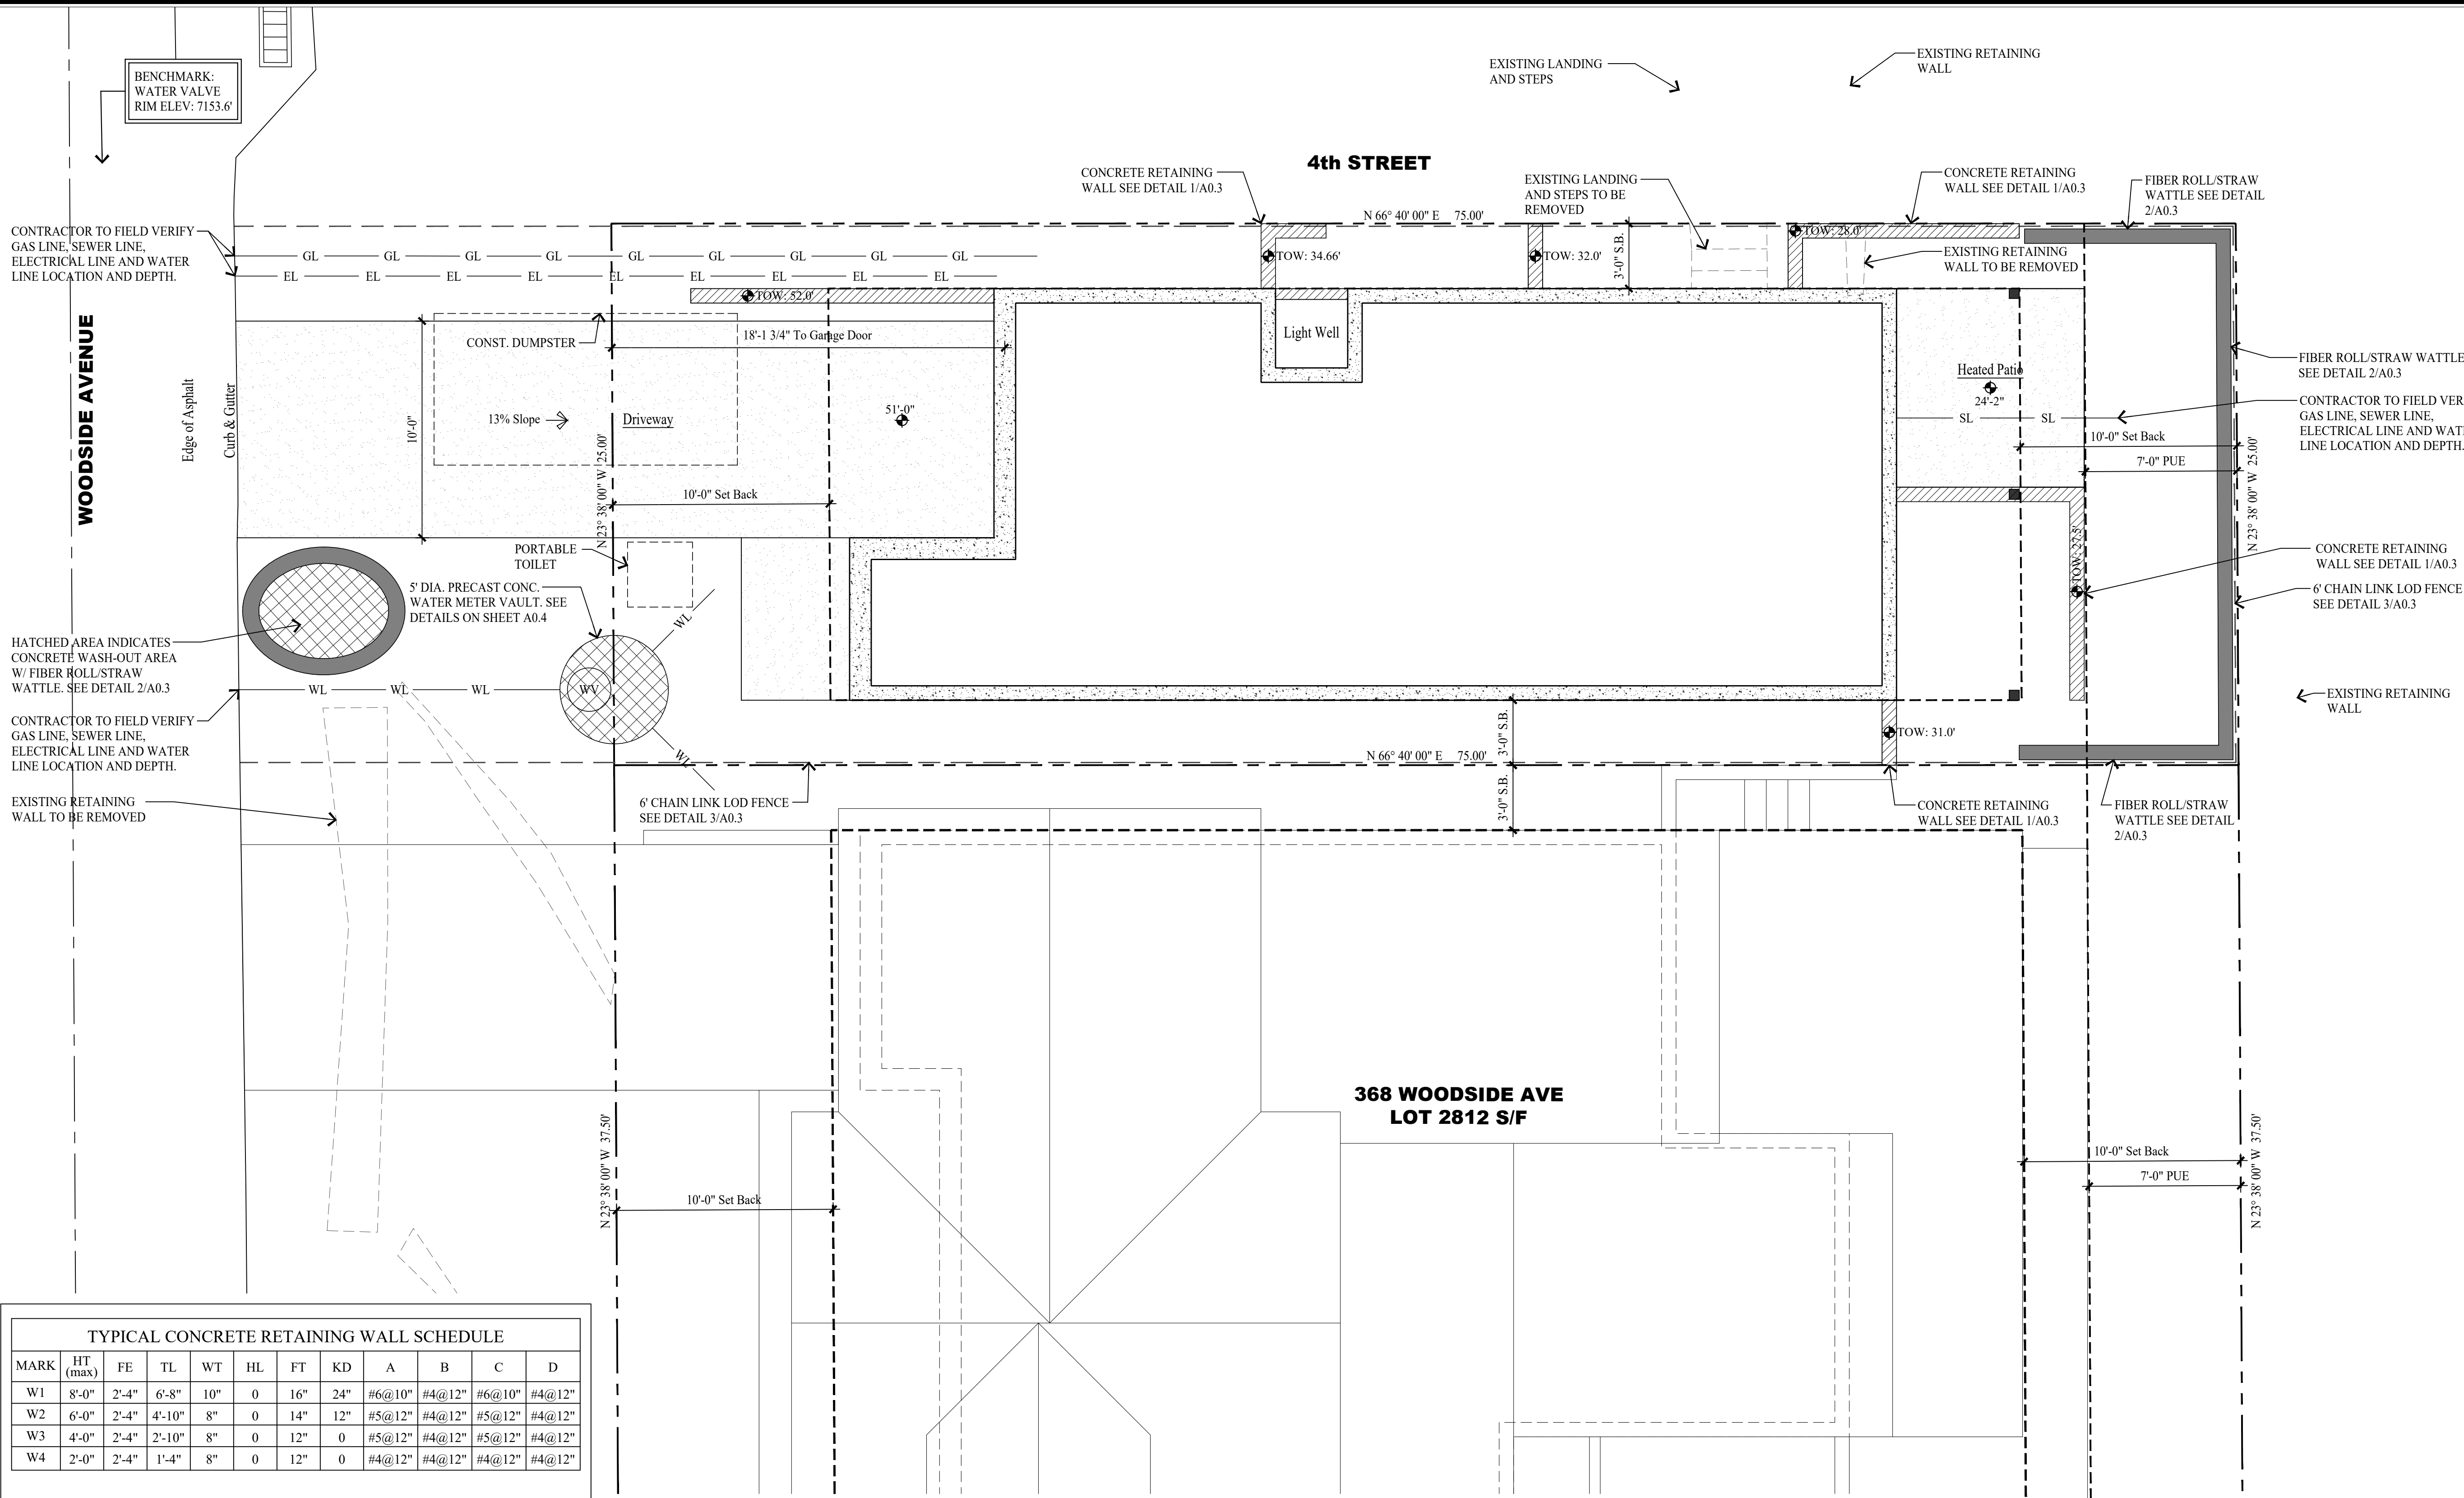 BENCHMARK:
WATER VALVE
RIM ELEV: 7153.6'
EXISTING LANDING
AND STEPS
EXISTING RETAINING
WALL
4th STREET
CONCRETE RETAINING
WALL SEE DETAIL 1/A0.3
EXISTING LANDING
AND STEPS TO BE
REMOVED
CONCRETE RETAINING
WALL SEE DETAIL 1/A0.3
FIBER ROLL/STRAW
WATTLE SEE DETAIL
2/A0.3
N 66° 40' 00" E 75.00'
CONTRACTOR TO FIELD VERIFY
GAS LINE, SEWER LINE,
ELECTRICAL LINE AND WATER
LINE LOCATION AND DEPTH.
GL GL GL GL GL GL GL GL GL
EL EL EL EL EL EL EL EL EL
TOW: 52.0'
TOW: 34.66'
TOW: 32.0'
3'-0" S.B.
TOW: 28.0'
EXISTING RETAINING
WALL TO BE REMOVED
WOODSIDE AVENUE
Edge of Asphalt
Curb & Gutter
CONST. DUMPSTER
18'-1 3/4" To Garage Door
Light Well
10'-0"
13% Slope
Driveway
51'-0"
N 23° 38' 00" W 25.00'
10'-0" Set Back
Heated Patio
24'-2"
SL SL
FIBER ROLL/STRAW WATTLE
SEE DETAIL 2/A0.3
CONTRACTOR TO FIELD VER
GAS LINE, SEWER LINE,
ELECTRICAL LINE AND WAT
LINE LOCATION AND DEPTH.
10'-0" Set Back
7'-0" PUE
N 23° 38' 00" W 25.00'
PORTABLE
TOILET
5' DIA. PRECAST CONC.
WATER METER VAULT. SEE
DETAILS ON SHEET A0.4
TOW: 27.5'
CONCRETE RETAINING
WALL SEE DETAIL 1/A0.3
6' CHAIN LINK LOD FENCE
SEE DETAIL 3/A0.3
HATCHED AREA INDICATES
CONCRETE WASH-OUT AREA
W/ FIBER ROLL/STRAW
WATTLE. SEE DETAIL 2/A0.3
WL
WL WL WL
WV
WL
EXISTING RETAINING
WALL
CONTRACTOR TO FIELD VERIFY
GAS LINE, SEWER LINE,
ELECTRICAL LINE AND WATER
LINE LOCATION AND DEPTH.
TOW: 31.0'
3'-0" S.B.
N 66° 40' 00" E 75.00'
3'-0" S.B.
EXISTING RETAINING
WALL TO BE REMOVED
6' CHAIN LINK LOD FENCE
SEE DETAIL 3/A0.3
CONCRETE RETAINING
WALL SEE DETAIL 1/A0.3
FIBER ROLL/STRAW
WATTLE SEE DETAIL
2/A0.3
368 WOODSIDE AVE
LOT 2812 S/F
N 23° 38' 00" W 37.50'
10'-0" Set Back
10'-0" Set Back
7'-0" PUE
N 23° 38' 00" W 37.50'
TYPICAL CONCRETE RETAINING WALL SCHEDULE
MARK HT (max) FE TL WT HL FT KD A B C D
W1 8'-0" 2'-4" 6'-8" 10" 0 16" 24" #6@10" #4@12" #6@10" #4@12"
W2 6'-0" 2'-4" 4'-10" 8" 0 14" 12" #5@12" #4@12" #5@12" #4@12"
W3 4'-0" 2'-4" 2'-10" 8" 0 12" 0 #5@12" #4@12" #5@12" #4@12"
W4 2'-0" 2'-4" 1'-4" 8" 0 12" 0 #4@12" #4@12" #4@12" #4@12"